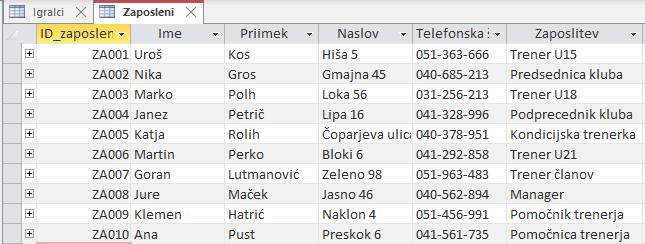 Igralci Zaposleni
ID_zaposlen Ime Priimek Naslov Telefonska Zaposlitev
ZA001 Uroš Kos Hiša 5 051-363-666 Trener U15
ZA002 Nika Gros Gmajna 45 040-685-213 Predsednica kluba
ZA003 Marko Polh Loka 56 031-256-213 Trener U18
ZA004 Janez Petrič Lipa 16 041-328-996 Podprecednik kluba
ZA005 Katja Rolih Čoparjeva ulica 040-378-951 Kondicijska trenerka
ZA006 Martin Perko Bloki 6 041-292-858 Trener U21
ZA007 Goran Lutmanović Zeleno 98 051-963-483 Trener članov
ZA008 Jure Maček Jasno 46 040-562-894 Manager
ZA009 Klemen Hatrić Naklon 4 051-456-991 Pomočnik trenerja
ZA010 Ana Pust Preskok 6 041-561-735 Pomočnica trenerja